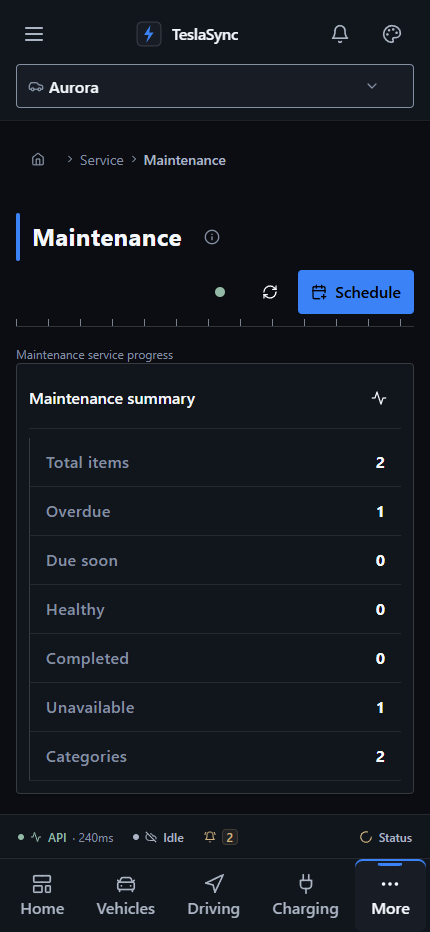 TeslaSync
Aurora
Service Maintenance
Maintenance
Schedule
Maintenance service progress
Maintenance summary
Total items 2
Overdue 1
Due soon 0
Healthy 0
Completed 0
Unavailable 1
Categories 2
API · 240ms Idle 2 Status
Home Vehicles Driving Charging More